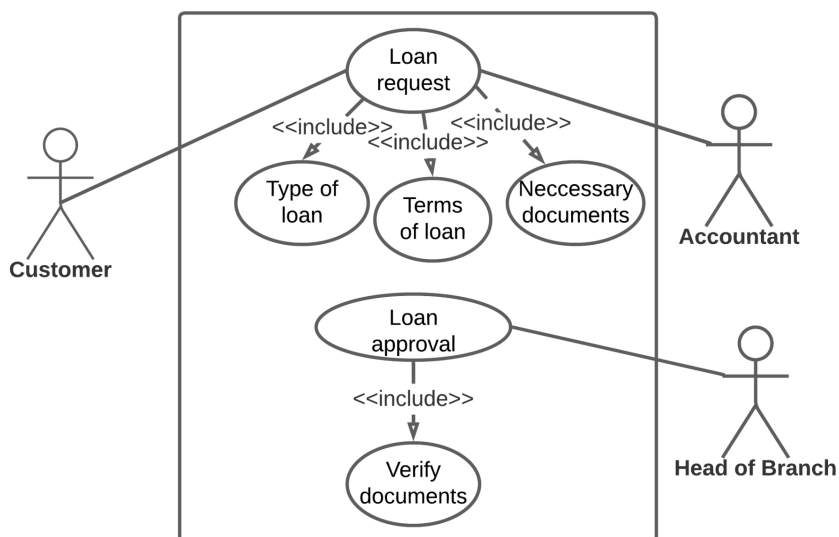 Loan
request
<<include>>
<<include>>
<<include>>
Type of
loan
Terms
of loan
Neccessary
documents
Customer
Accountant
Loan
approval
<<include>>
Head of Branch
Verify
documents